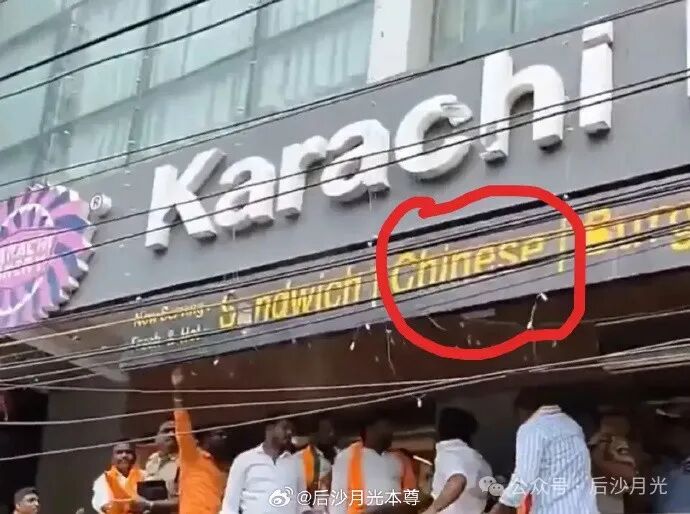 Karachi
®
Now Serving
Sandwich | Chinese | Burg
Fresh & Hot
@后沙月光本尊
公众号 · 后沙月光